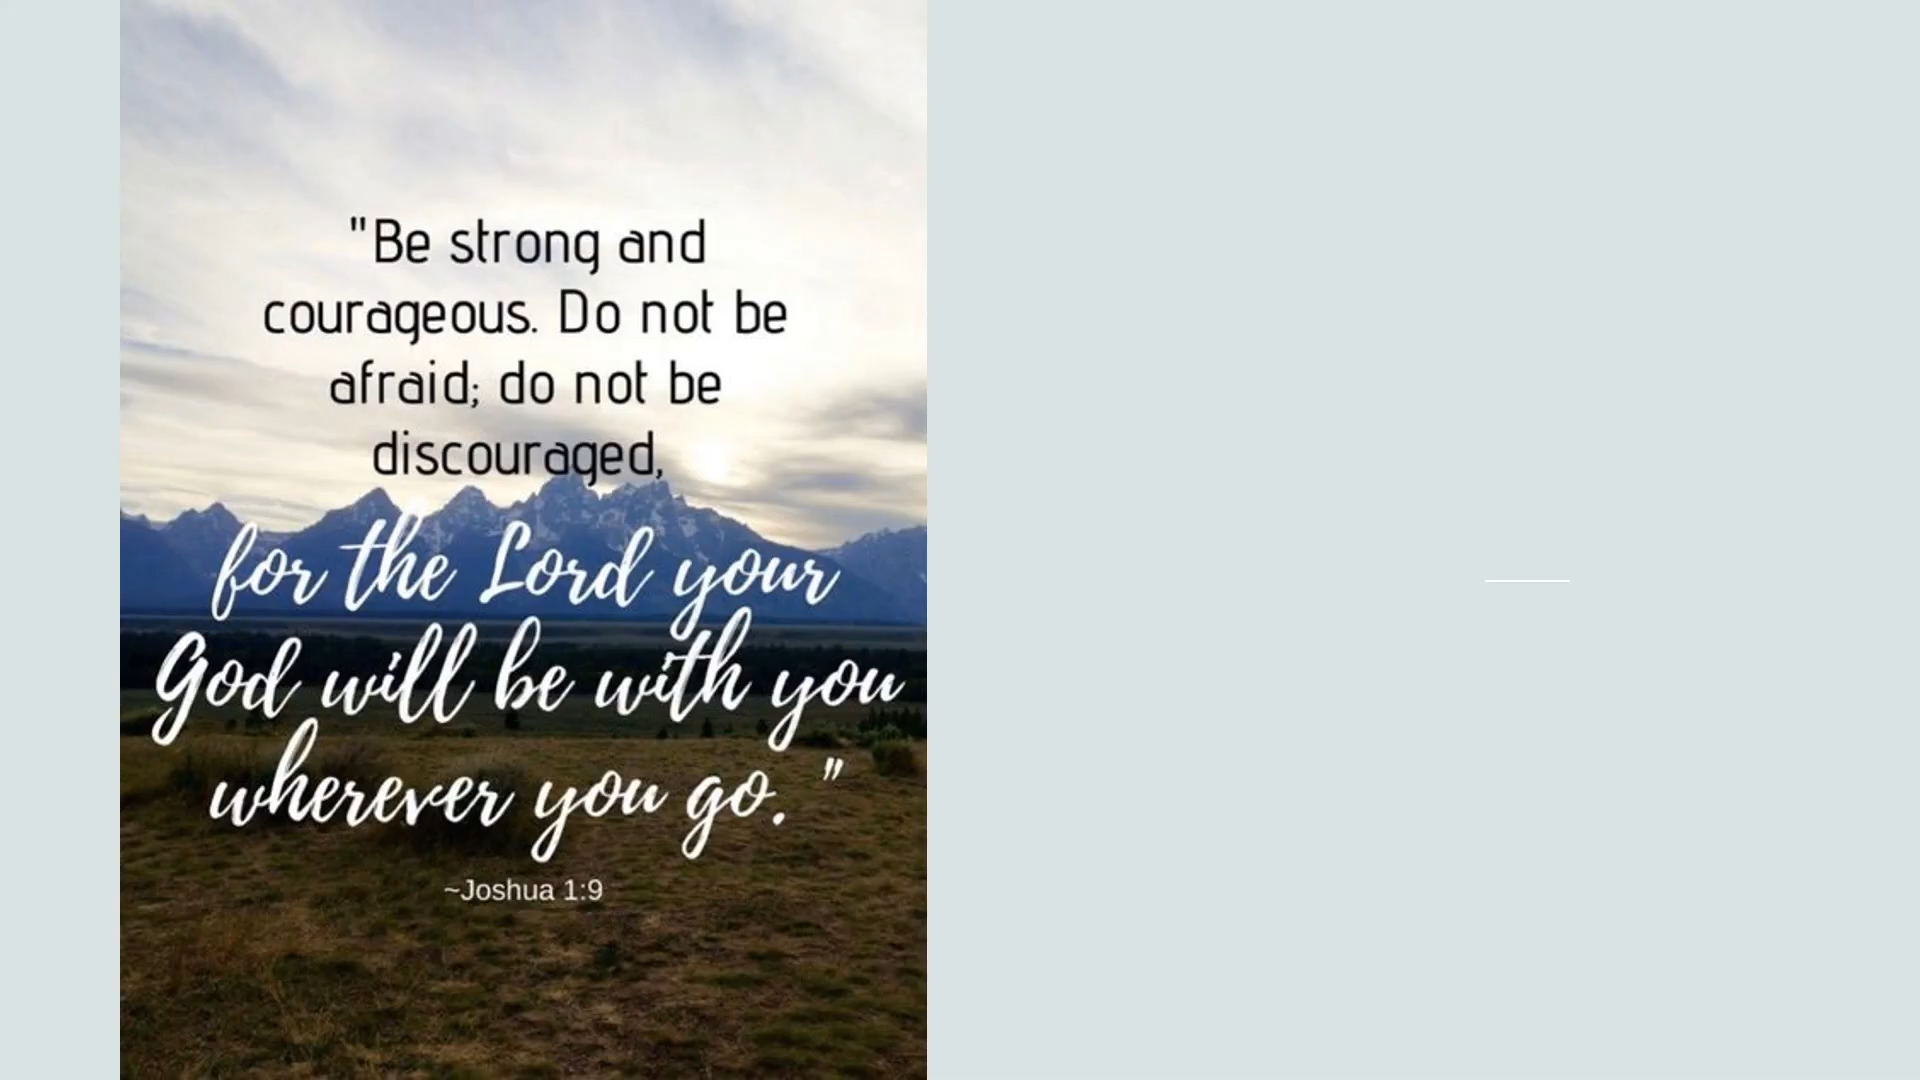 "Be strong and
courageous. Do not be
afraid; do not be
discouraged,
for the Lord your
God will be with you
wherever you go. "
~Joshua 1:9